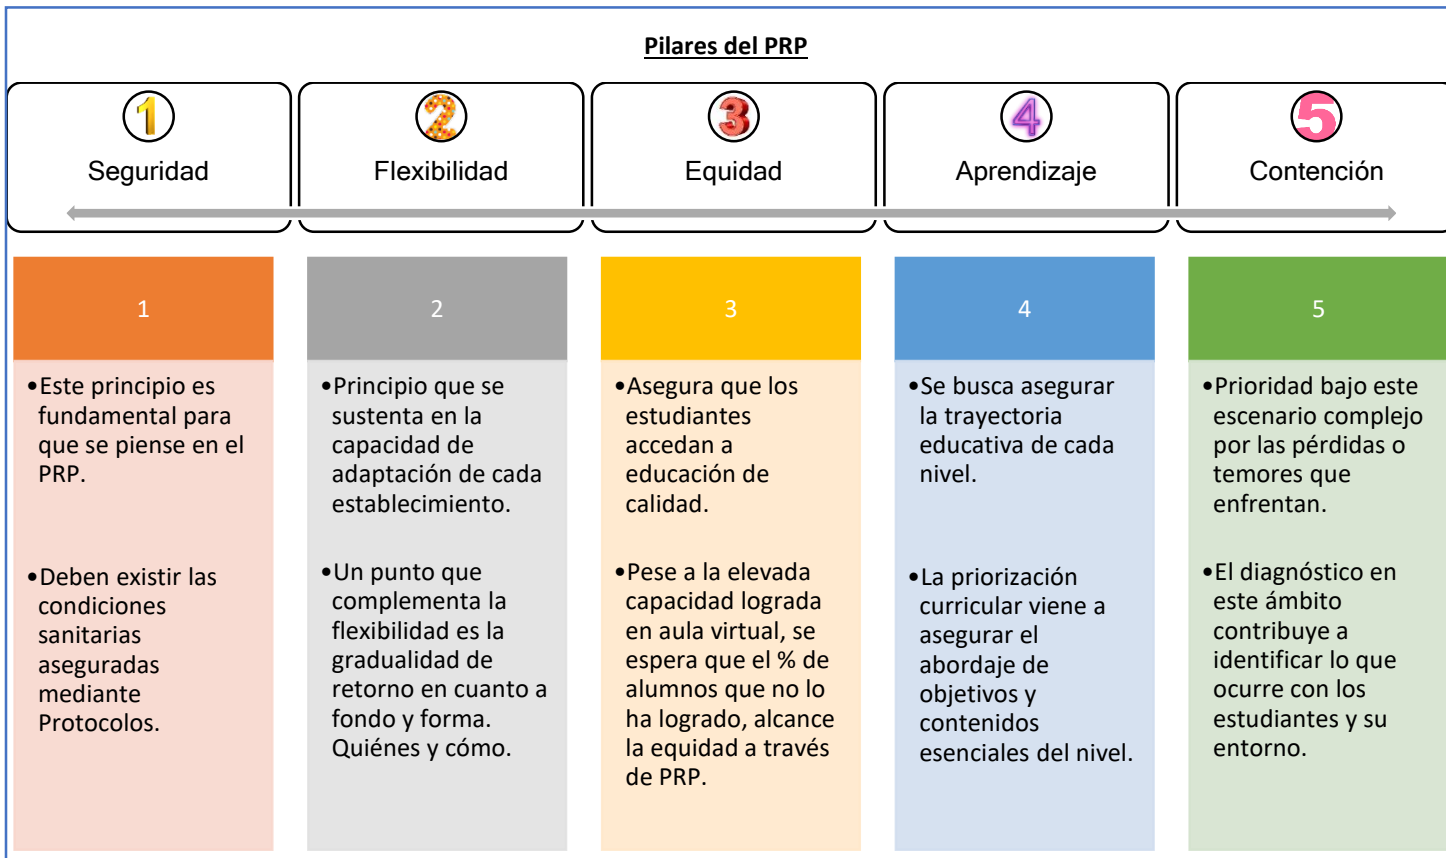 Pilares del PRP
1
Seguridad
2
Flexibilidad
3
Equidad
4
Aprendizaje
5
Contención
1
•Este principio es
fundamental para
que se piense en el
PRP.
•Deben existir las
condiciones
sanitarias
aseguradas
mediante
Protocolos.
2
•Principio que se
sustenta en la
capacidad de
adaptación de cada
establecimiento.
•Un punto que
complementa la
flexibilidad es la
gradualidad de
retorno en cuanto a
fondo y forma.
Quiénes y cómo.
3
•Asegura que los
estudiantes
accedan a
educación de
calidad.
•Pese a la elevada
capacidad lograda
en aula virtual, se
espera que el % de
alumnos que no lo
ha logrado, alcance
la equidad a través
de PRP.
4
•Se busca asegurar
la trayectoria
educativa de cada
nivel.
•La priorización
curricular viene a
asegurar el
abordaje de
objetivos y
contenidos
esenciales del nivel.
5
•Prioridad bajo este
escenario complejo
por las pérdidas o
temores que
enfrentan.
•El diagnóstico en
este ámbito
contribuye a
identificar lo que
ocurre con los
estudiantes y su
entorno.